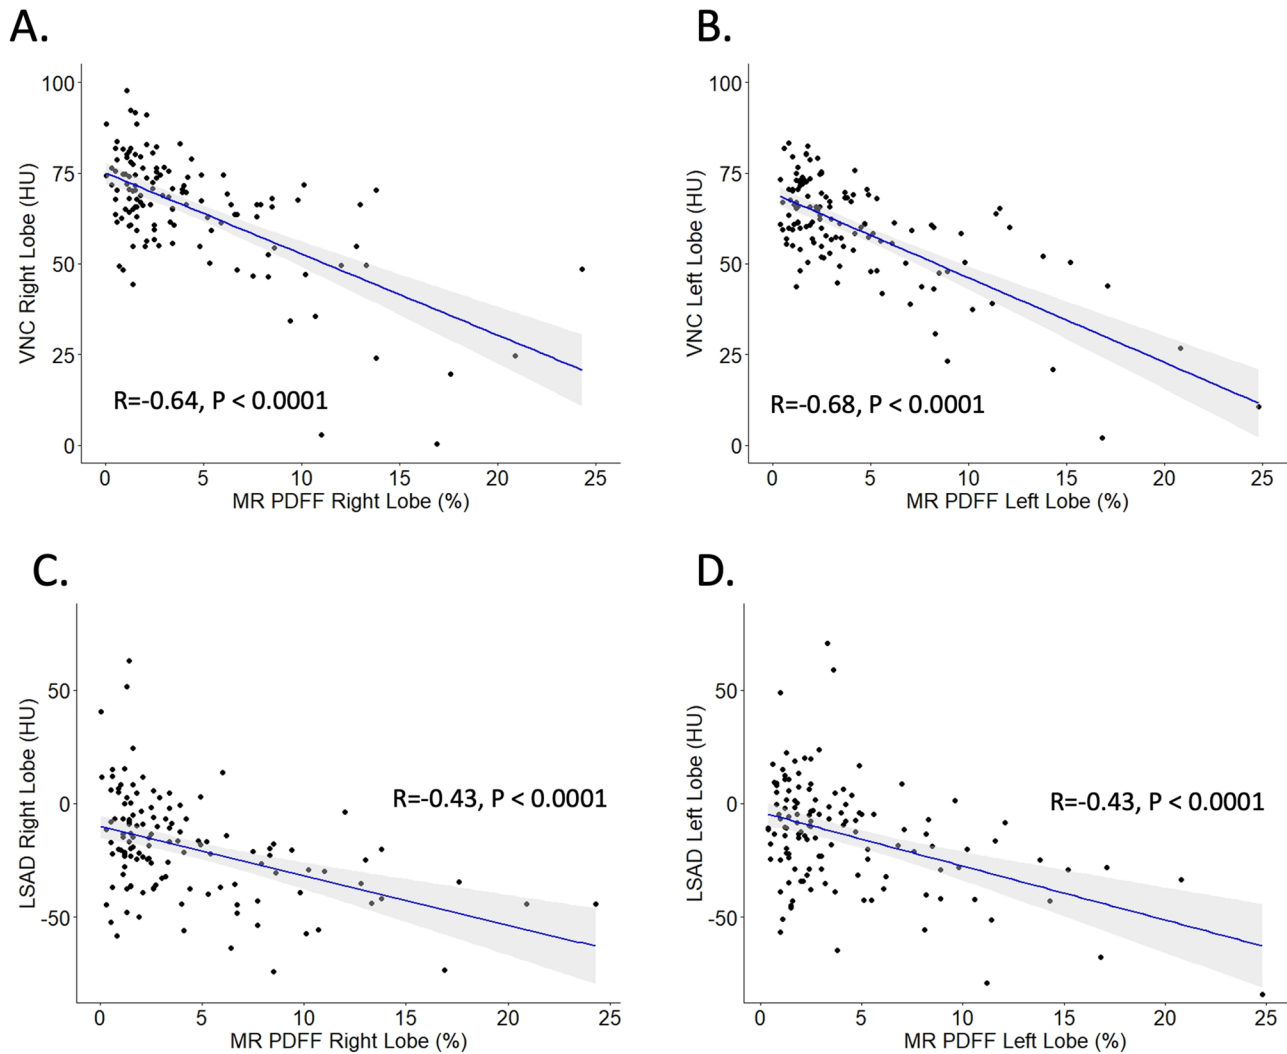 A.
B.
100
75
50
25
0
VNC Right Lobe (HU)
R=-0.64, P < 0.0001
0 5 10 15 20 25
MR PDFF Right Lobe (%)
100
75
50
25
0
VNC Left Lobe (HU)
R=-0.68, P < 0.0001
0 5 10 15 20 25
MR PDFF Left Lobe (%)
C.
D.
50
0
-50
LSAD Right Lobe (HU)
R=-0.43, P < 0.0001
0 5 10 15 20 25
MR PDFF Right Lobe (%)
50
0
-50
LSAD Left Lobe (HU)
R=-0.43, P < 0.0001
0 5 10 15 20 25
MR PDFF Left Lobe (%)